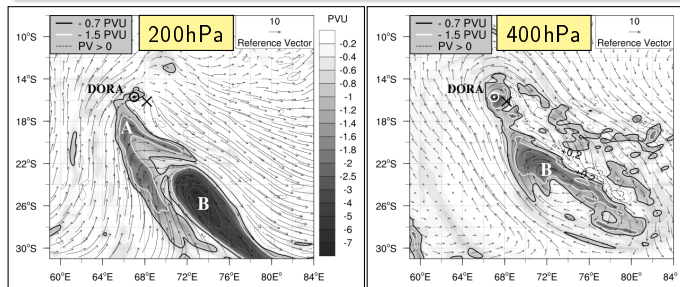 - 0.7 PVU
- 1.5 PVU
PV > 0
200hPa
10
Reference Vector
PVU
-0.2
-0.4
-0.6
-0.8
-1
-1.2
-1.4
-1.6
-1.8
-2
-2.5
-3
-4
-5
-6
-7
10°S
14°S
18°S
22°S
26°S
30°S
DORA
A
B
60°E
64°E
68°E
72°E
76°E
80°E
84°E
- 0.7 PVU
- 1.5 PVU
PV > 0
400hPa
10
Reference Vector
10°S
14°S
18°S
22°S
26°S
30°S
DORA
+0.2
+0.2
B
60°E
64°E
68°E
72°E
76°E
80°E
84°